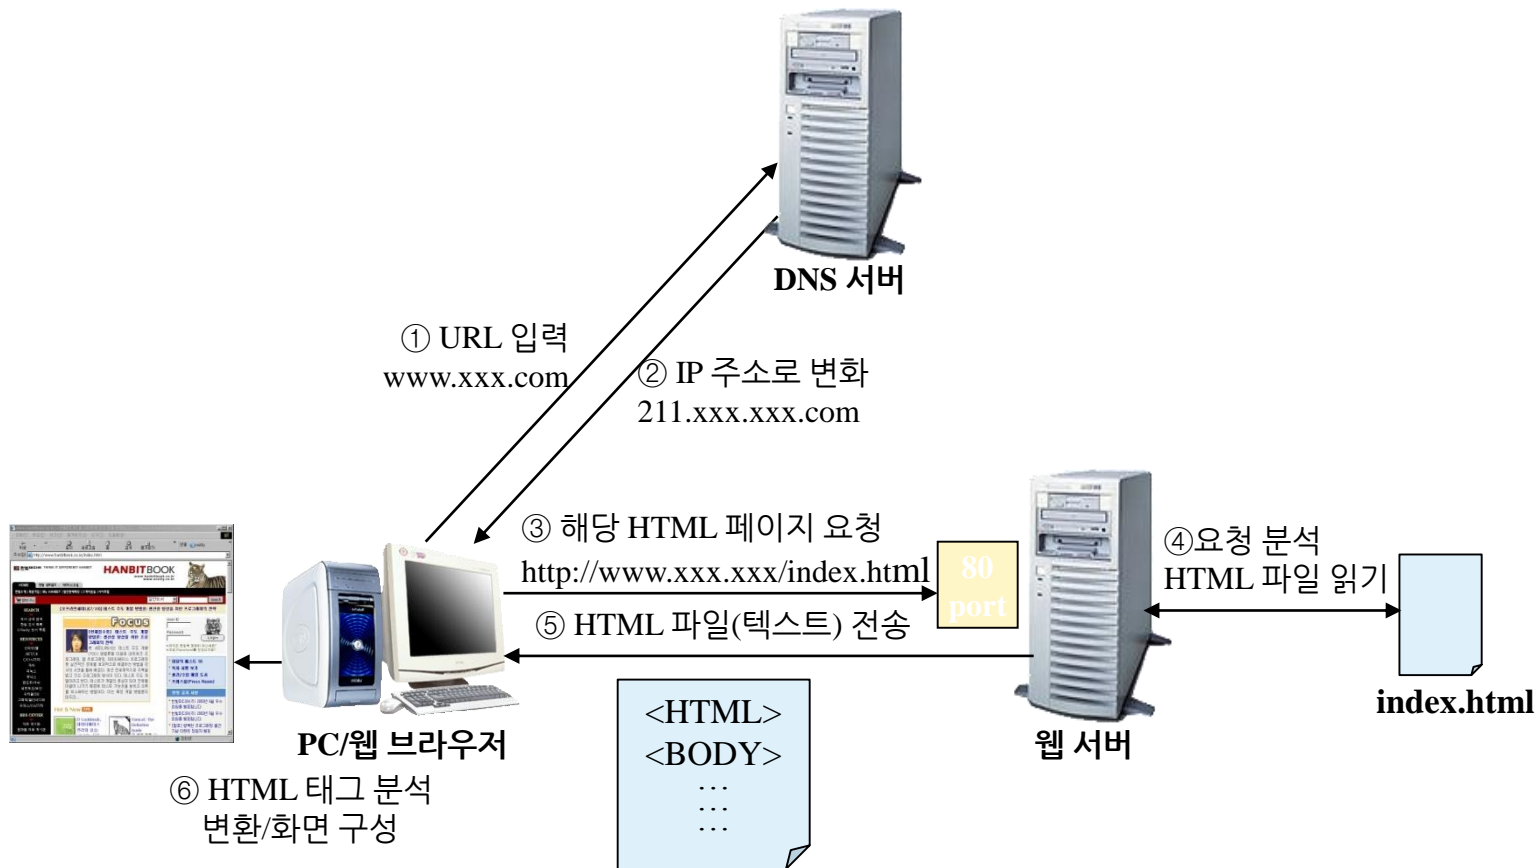 DNS 서버
① URL 입력
www.xxx.com
② IP 주소로 변화
211.xxx.xxx.com
③ 해당 HTML 페이지 요청
http://www.xxx.xxx/index.html
80
port
④요청 분석
HTML 파일 읽기
⑤ HTML 파일(텍스트) 전송
index.html
HANBITBOOK
FOCUS
PC/웹 브라우저
웹 서버
<HTML>
<BODY>
…
…
…
⑥ HTML 태그 분석
변환/화면 구성